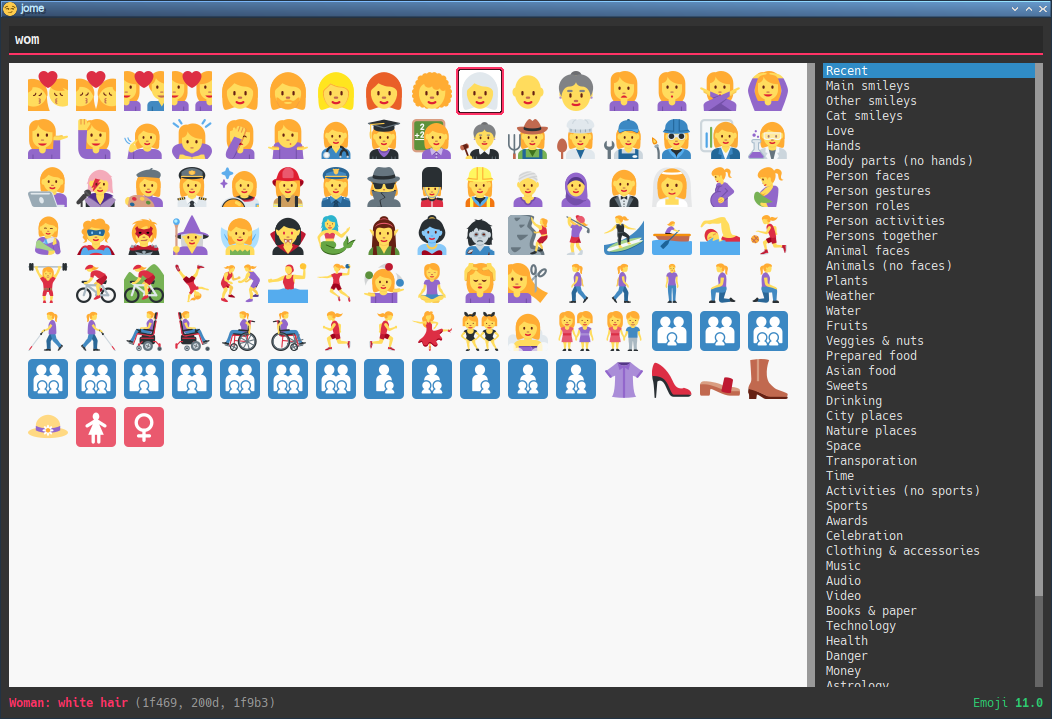 jome
wom
Recent
Main smileys
Other smileys
Cat smileys
Love
Hands
Body parts (no hands)
Person faces
Person gestures
Person roles
Person activities
Persons together
Animal faces
Animals (no faces)
Plants
Weather
Water
Fruits
Veggies & nuts
Prepared food
Asian food
Sweets
Drinking
City places
Nature places
Space
Transporation
Time
Activities (no sports)
Sports
Awards
Celebration
Clothing & accessories
Music
Audio
Video
Books & paper
Technology
Health
Danger
Money
Astrology
Woman: white hair (1f469, 200d, 1f9b3)
Emoji 11.0